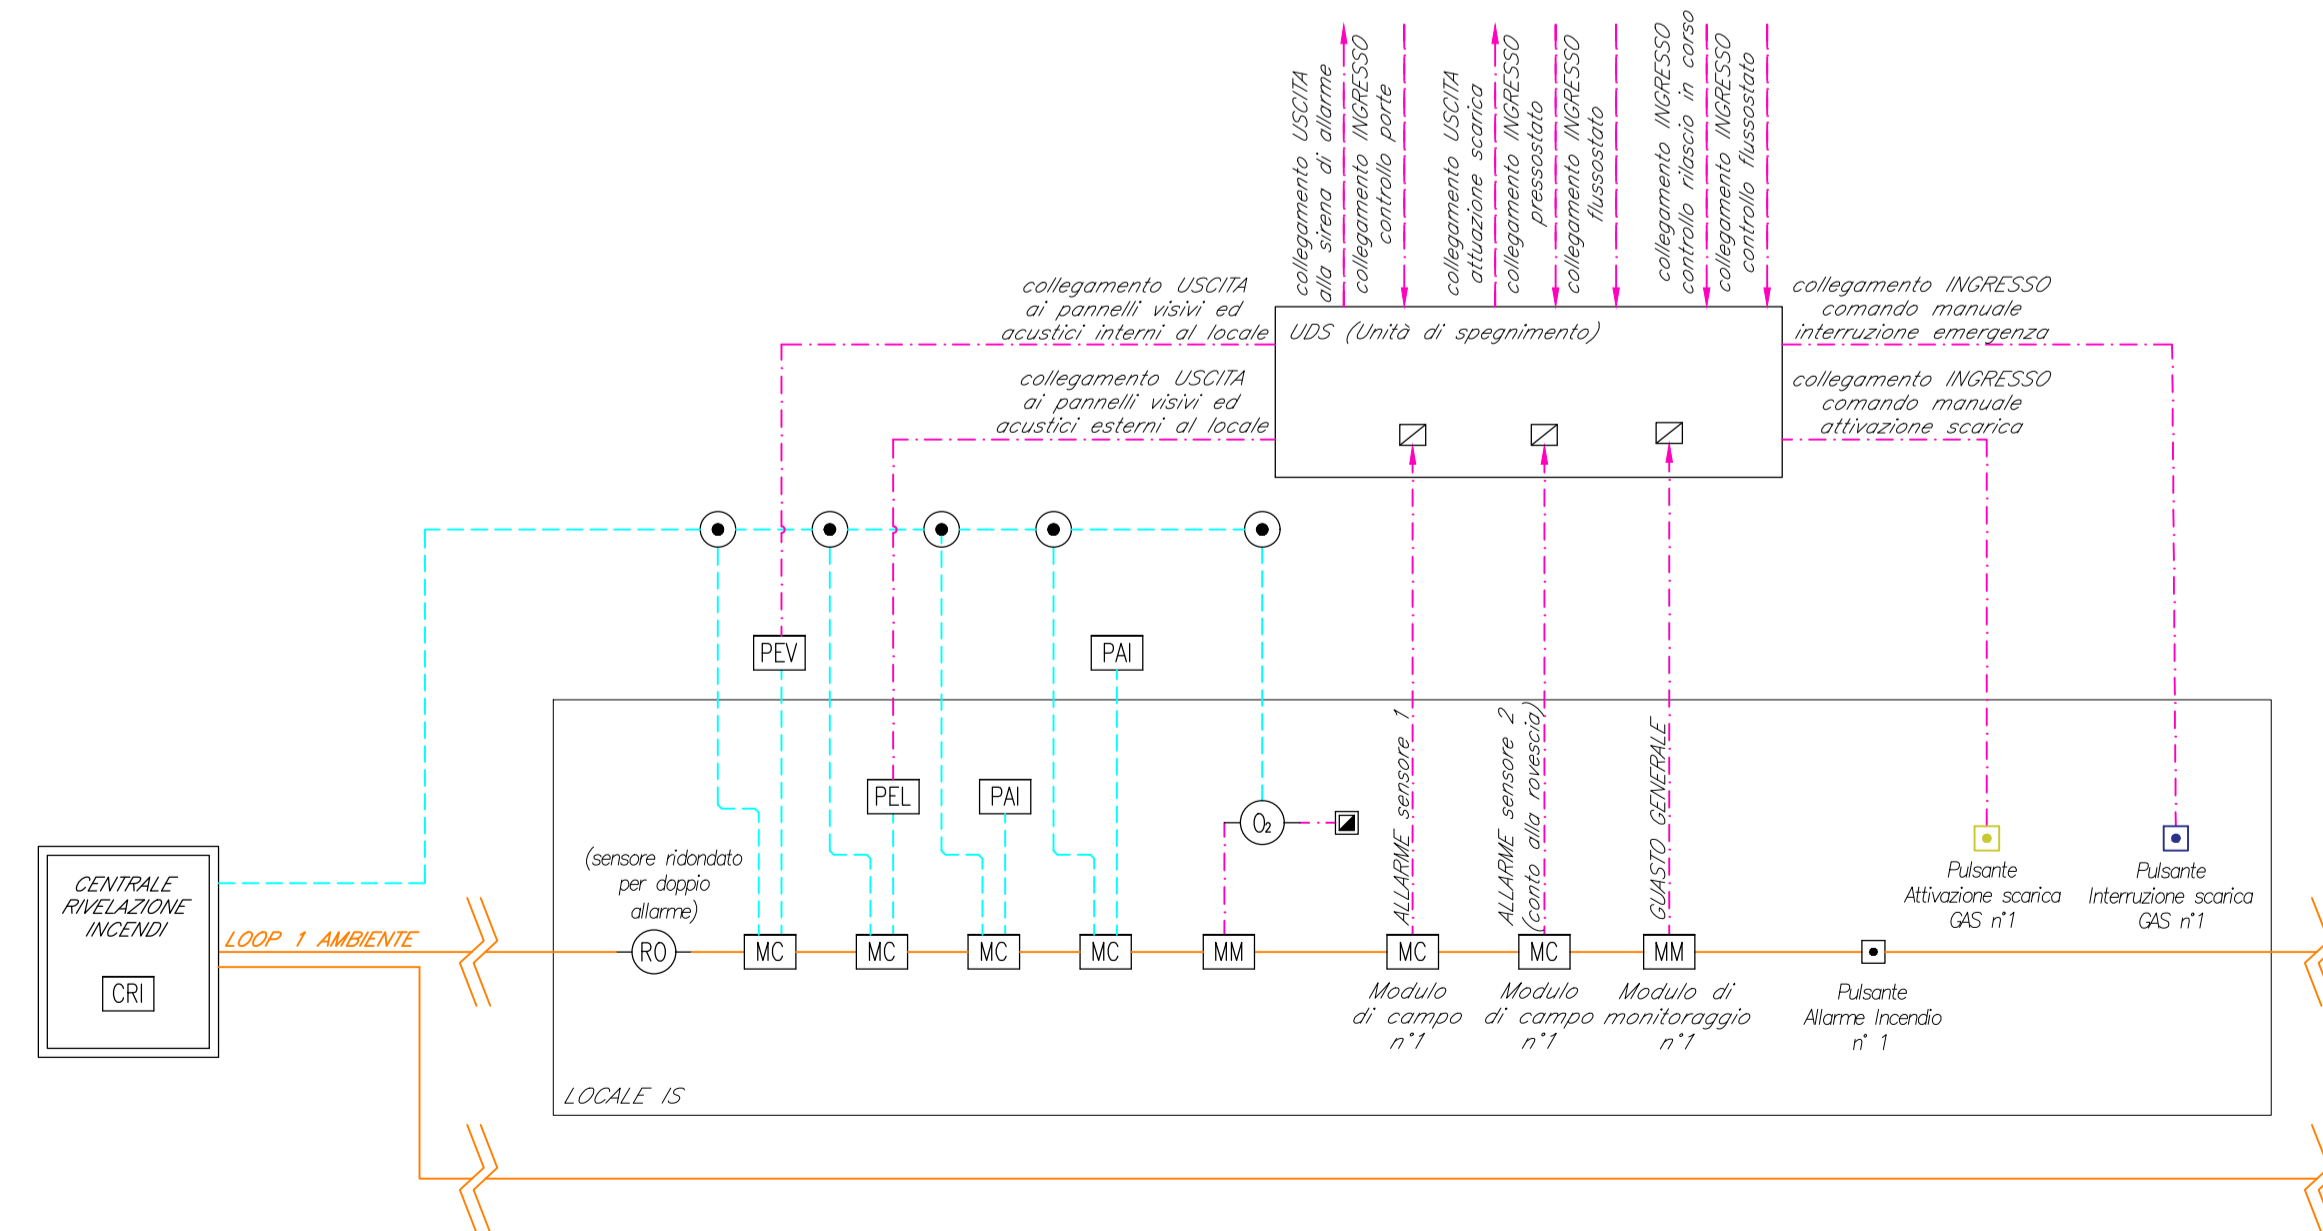 collegamento USCITA
alla sirena di allarme
collegamento INGRESSO
controllo porte
collegamento USCITA
attuazione scarica
collegamento INGRESSO
pressostato
collegamento INGRESSO
flussostato
collegamento INGRESSO
controllo rilascio in corso
collegamento INGRESSO
controllo flussostato
collegamento USCITA
ai pannelli visivi ed
acustici interni al locale
UDS (Unità di spegnimento)
collegamento INGRESSO
comando manuale
interruzione emergenza
collegamento USCITA
ai pannelli visivi ed
acustici esterni al locale
collegamento INGRESSO
comando manuale
attivazione scarica
PEV
PAI
PEL
PAI
O2
ALLARME sensore 1
ALLARME sensore 2
(conto alla rovescia)
GUASTO GENERALE
CENTRALE
RIVELAZIONE
INCENDI
CRI
LOOP 1 AMBIENTE
(sensore ridondato
per doppio
allarme)
RO
MC
MC
MC
MC
MM
MC
MC
MM
Modulo
di campo
n°1
Modulo
di campo
n°1
Modulo di
monitoraggio
n°1
Pulsante
Allarme Incendio
n° 1
Pulsante
Attivazione scarica
GAS n°1
Pulsante
Interruzione scarica
GAS n°1
LOCALE IS